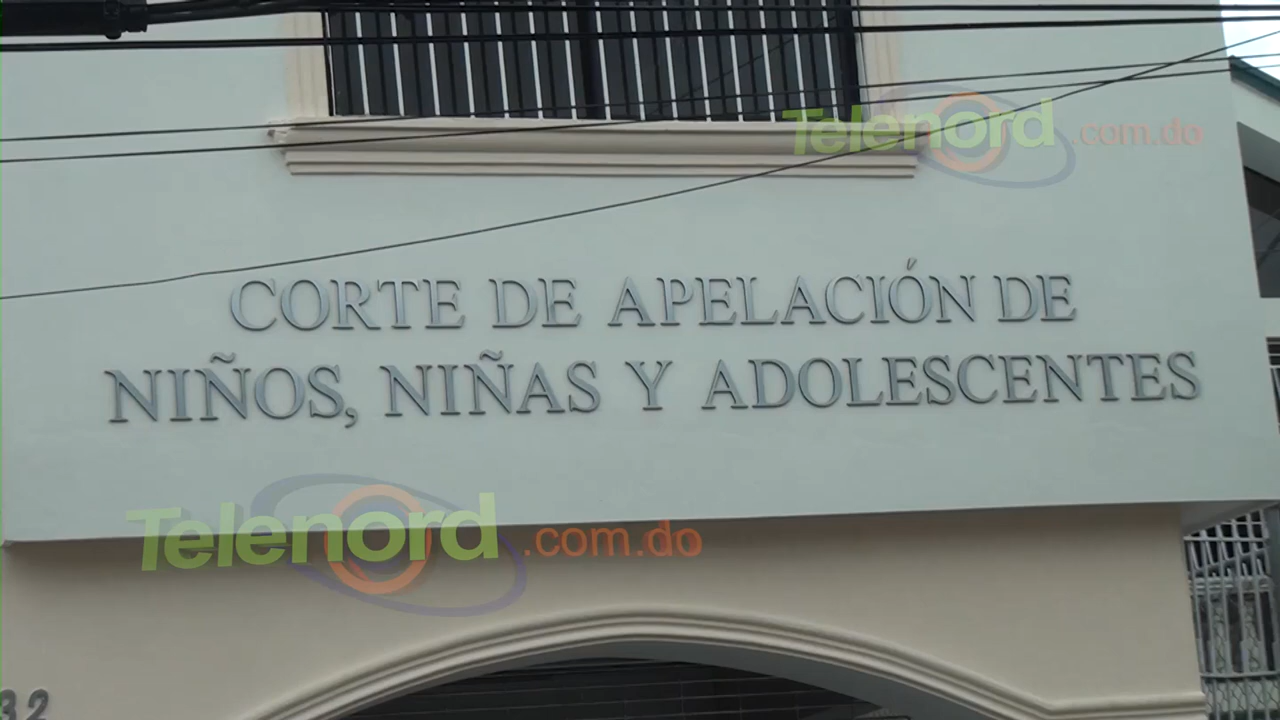 Telenord.com.do
CORTE DE APELACIÓN DE
NIÑOS, NIÑAS Y ADOLESCENTES
Telenord.com.do
32